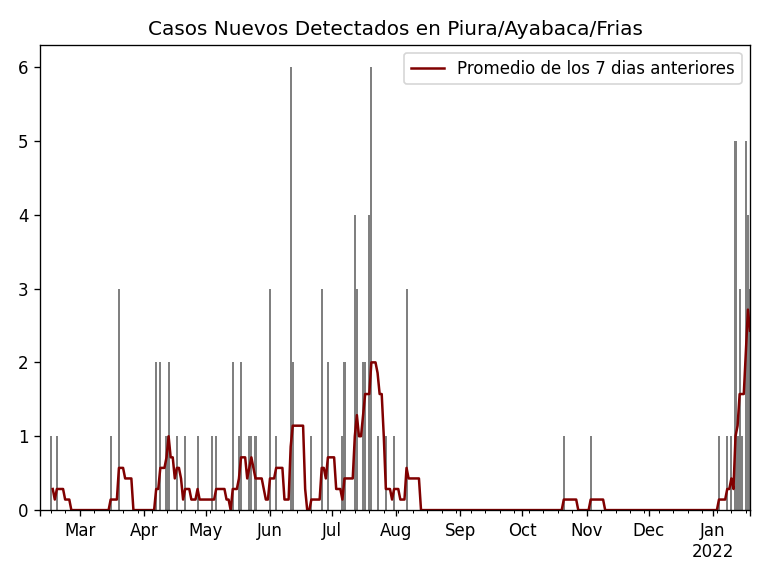 Casos Nuevos Detectados en Piura/Ayabaca/Frias
Promedio de los 7 dias anteriores
6
5
4
3
2
1
0
Mar Apr May Jun Jul Aug Sep Oct Nov Dec Jan
2022